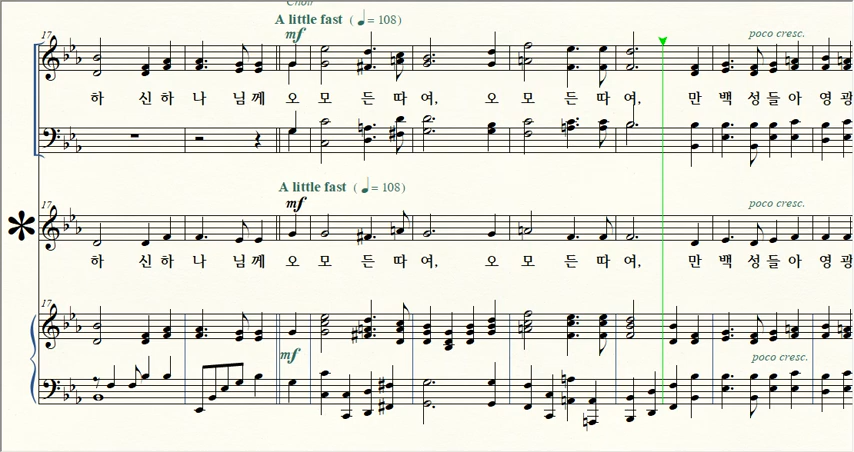 Choir
A little fast ( ♩ = 108)
mf
poco cresc.
17
하 신 하 나 님께 오 모 든 따 여, 오 모 든 따 여, 만 백 성 들 아 영 광
17
A little fast ( ♩ = 108)
mf
poco cresc.
하 신 하 나 님께 오 모 든 따 여, 오 모 든 따 여, 만 백 성 들 아 영 광
17
mf
poco cresc.